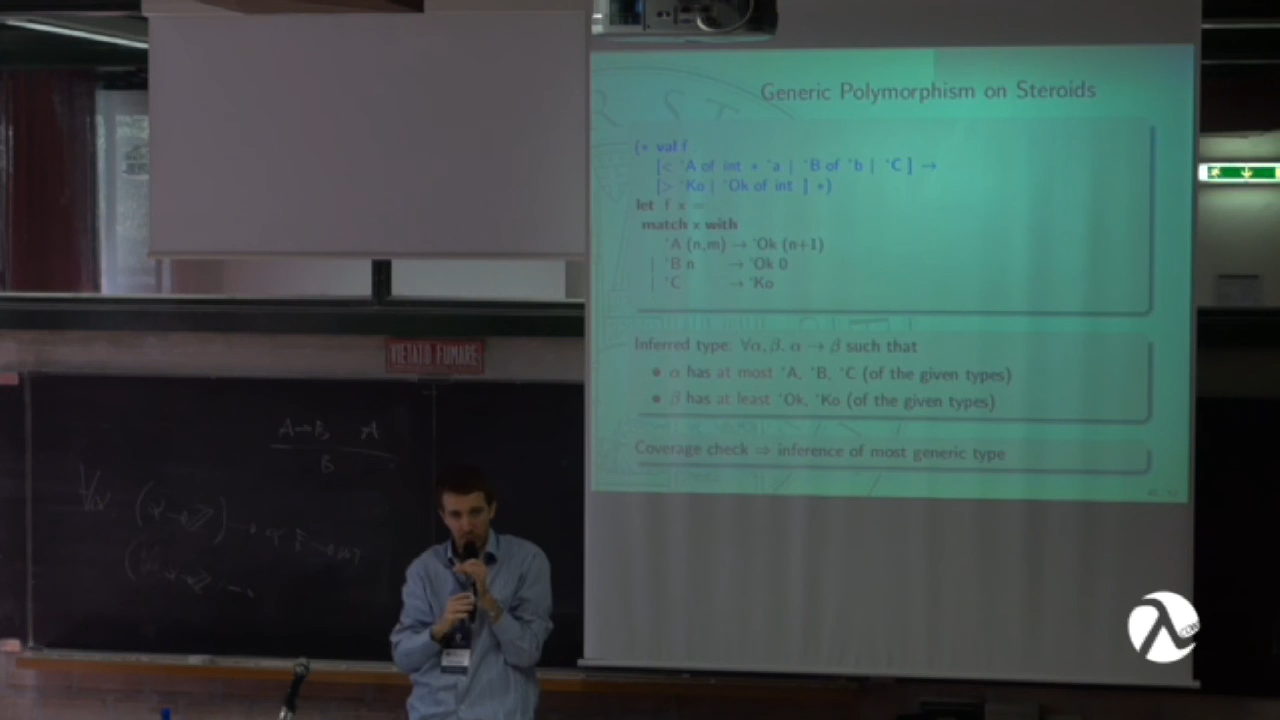 Generic Polymorphism on Steroids
(* val f :
[< `A of int * 'a | `B of 'b | `C ] →
[> `Ko | `Ok of int ] *)
let f x =
match x with
`A (n,m) → `Ok (n+1)
| `B n → `Ok 0
| `C → `Ko
Inferred type: ∀α, β. α → β such that
• α has at most `A, `B, `C (of the given types)
• β has at least `Ok, `Ko (of the given types)
Coverage check ⇒ inference of most generic type
VIETATO FUMARE
A→B A
B
λ
CON